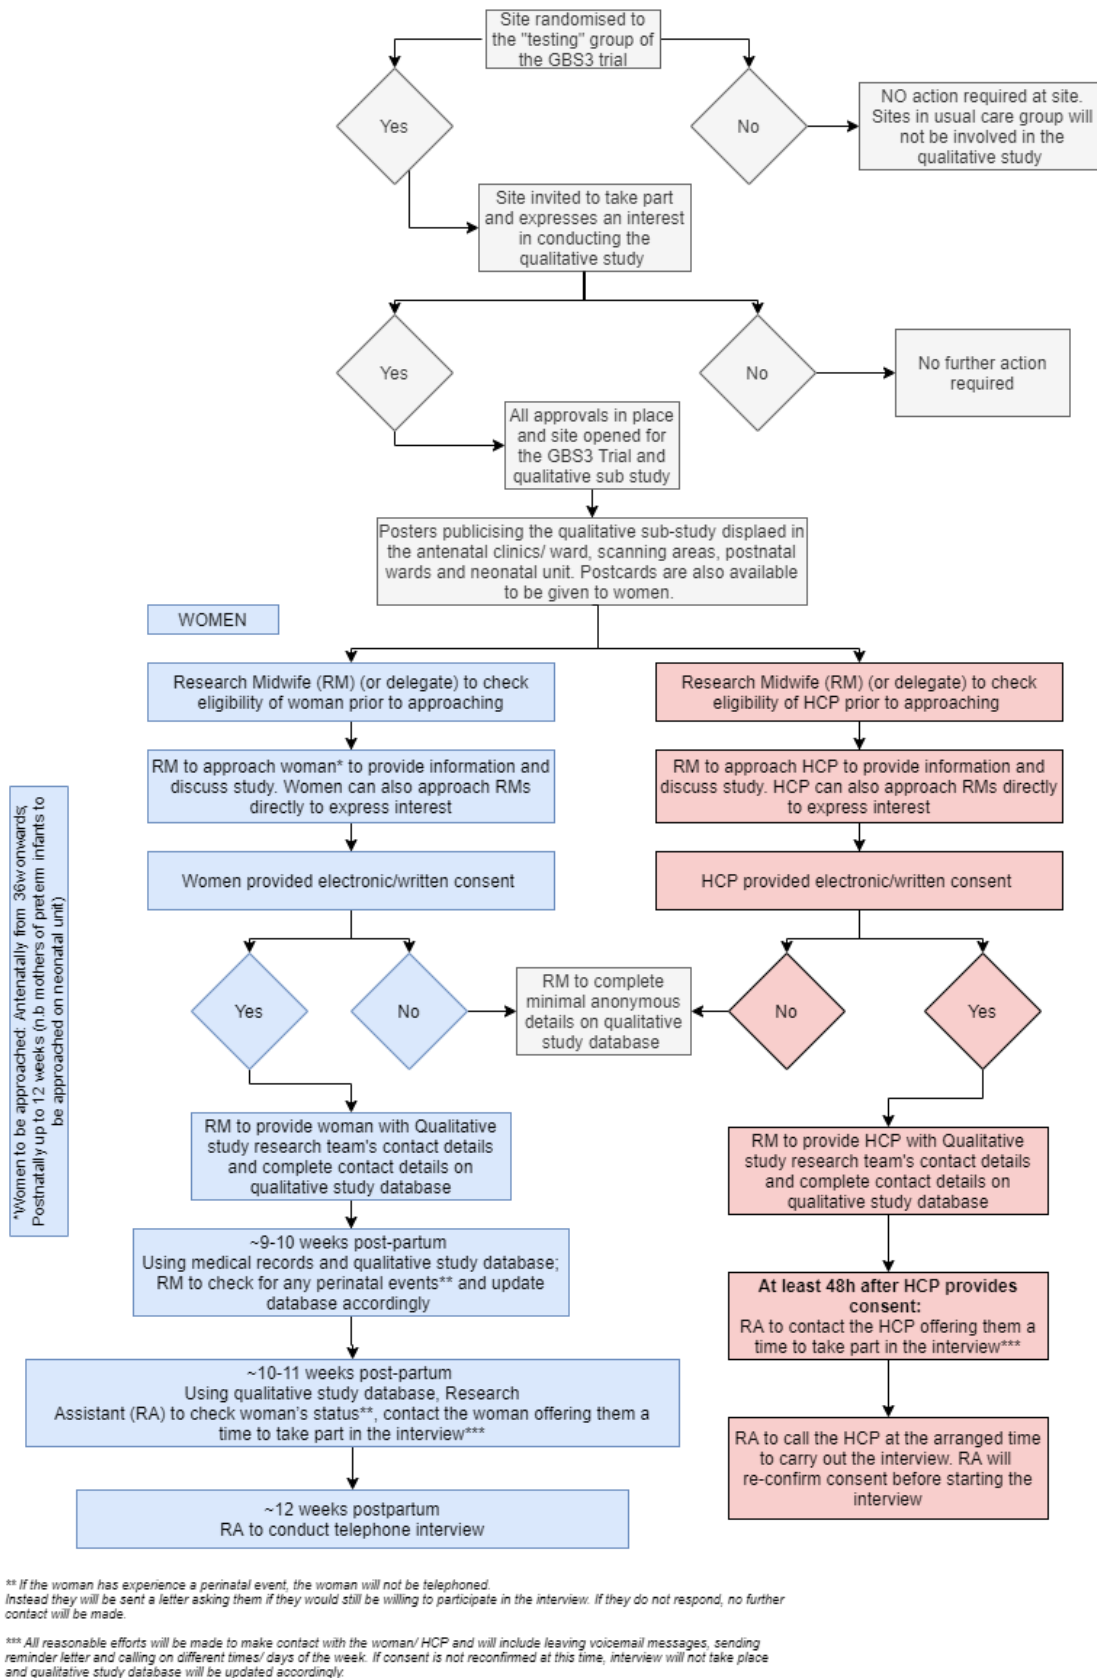 Site randomised to
the "testing" group of
the GBS3 trial
Yes
No
NO action required at site.
Sites in usual care group will
not be involved in the
qualitative study
Site invited to take part
and expresses an interest
in conducting the
qualitative study
Yes
No
No further action
required
All approvals in place
and site opened for
the GBS3 Trial and
qualitative sub study
Posters publicising the qualitative sub-study displaed in
the antenatal clinics/ ward, scanning areas, postnatal
wards and neonatal unit. Postcards are also available
to be given to women.
WOMEN
Research Midwife (RM) (or delegate) to check
eligibility of woman prior to approaching
Research Midwife (RM) (or delegate) to check
eligibility of HCP prior to approaching
RM to approach woman* to provide information and
discuss study. Women can also approach RMs
directly to express interest
RM to approach HCP to provide information and
discuss study. HCP can also approach RMs directly
to express interest
*Women to be approached: Antenatally from 36w onwards;
Postnatally up to 12 weeks (n.b mothers of preterm infants to
be approached on neonatal unit)
Women provided electronic/written consent
HCP provided electronic/written consent
Yes
No
RM to complete
minimal anonymous
details on qualitative
study database
No
Yes
RM to provide woman with Qualitative
study research team's contact details
and complete contact details on
qualitative study database
RM to provide HCP with Qualitative
study research team's contact details
and complete contact details on
qualitative study database
~9-10 weeks post-partum
Using medical records and qualitative study database;
RM to check for any perinatal events** and update
database accordingly
At least 48h after HCP provides
consent:
RA to contact the HCP offering them a
time to take part in the interview***
~10-11 weeks post-partum
Using qualitative study database, Research
Assistant (RA) to check woman's status**, contact the woman offering them a
time to take part in the interview***
RA to call the HCP at the arranged time
to carry out the interview. RA will
re-confirm consent before starting the
interview
~12 weeks postpartum
RA to conduct telephone interview
** If the woman has experience a perinatal event, the woman will not be telephoned.
Instead they will be sent a letter asking them if they would still be willing to participate in the interview. If they do not respond, no further
contact will be made.
*** All reasonable efforts will be made to make contact with the woman/ HCP and will include leaving voicemail messages, sending
reminder letter and calling on different times/ days of the week. If consent is not reconfirmed at this time, interview will not take place
and qualitative study database will be updated accordingly.